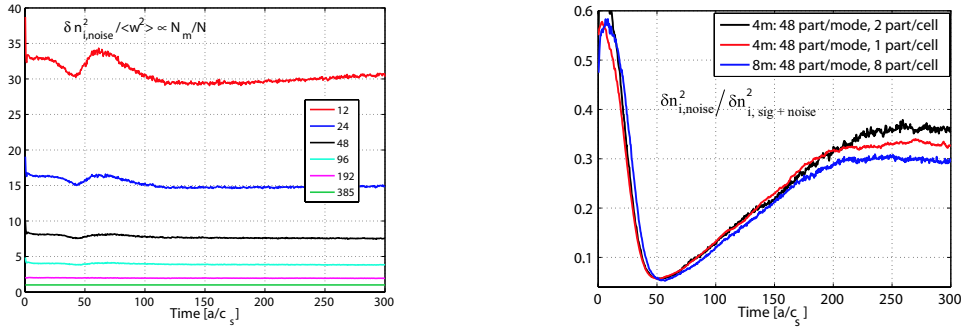 δ n²i,noise /<w²> ∝ Nm/N
40
35
30
25
20
15
10
5
0
12
24
48
96
192
385
0 50 100 150 200 250 300
Time [a/cs]
0.6
0.5
0.4
0.3
0.2
0.1
4m: 48 part/mode, 2 part/cell
4m: 48 part/mode, 1 part/cell
8m: 48 part/mode, 8 part/cell
δn²i,noise / δn²i, sig + noise
0 50 100 150 200 250 300
Time [a/cs]